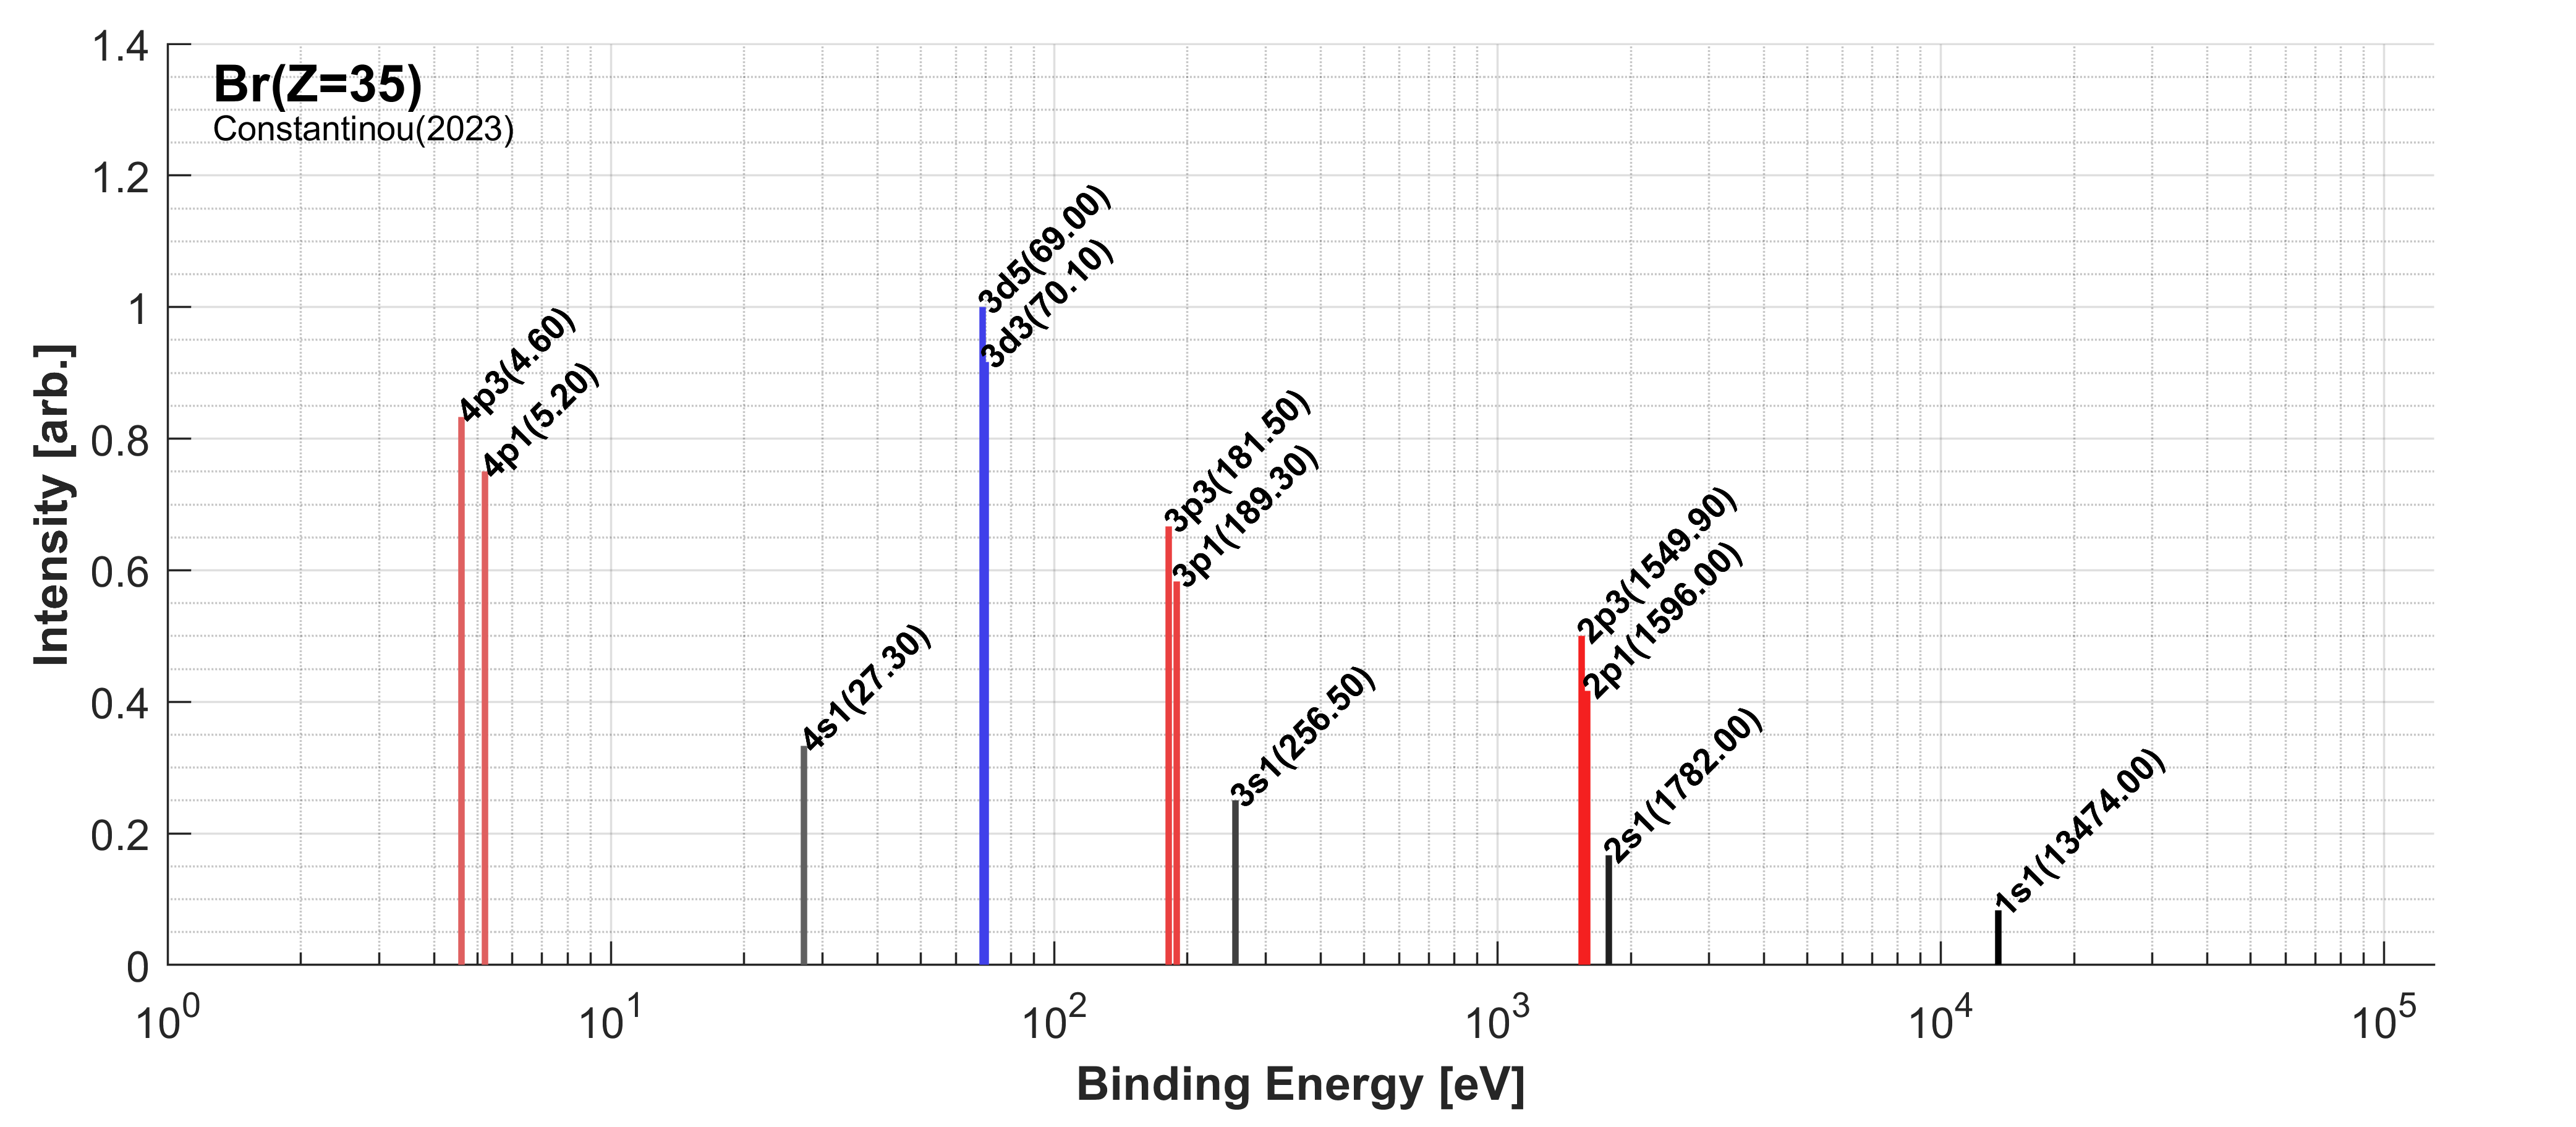 Br(Z=35)
Constantinou(2023)
Intensity [arb.]
1.4
1.2
1
0.8
0.6
0.4
0.2
0
4p3(4.60)
4p1(5.20)
4s1(27.30)
3d5(69.00)
3d3(70.10)
3p3(181.50)
3p1(189.30)
3s1(256.50)
2p3(1549.90)
2p1(1596.00)
2s1(1782.00)
1s1(13474.00)
10^0
10^1
10^2
10^3
10^4
10^5
Binding Energy [eV]